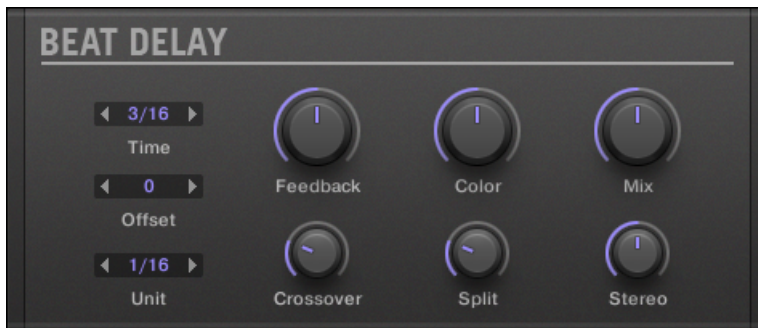 BEAT DELAY
3/16
Time
0
Offset
1/16
Unit
Feedback
Color
Mix
Crossover
Split
Stereo